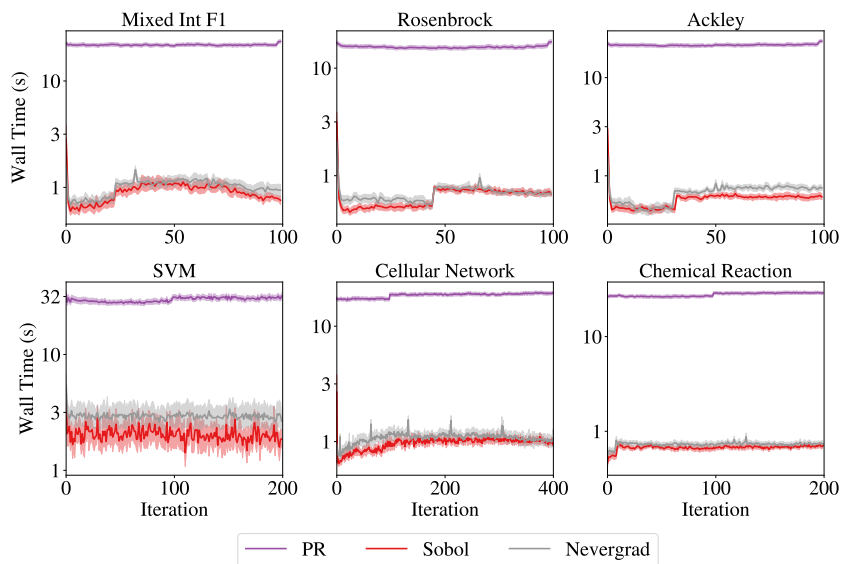 Mixed Int F1
Rosenbrock
Ackley
Wall Time (s)
10
3
1
0 50 100
10
3
1
0 50 100
10
3
1
0 50 100
SVM
Cellular Network
Chemical Reaction
Wall Time (s)
32
10
3
1
0 100 200
Iteration
10
3
1
0 200 400
Iteration
10
1
0 100 200
Iteration
PR Sobol Nevergrad